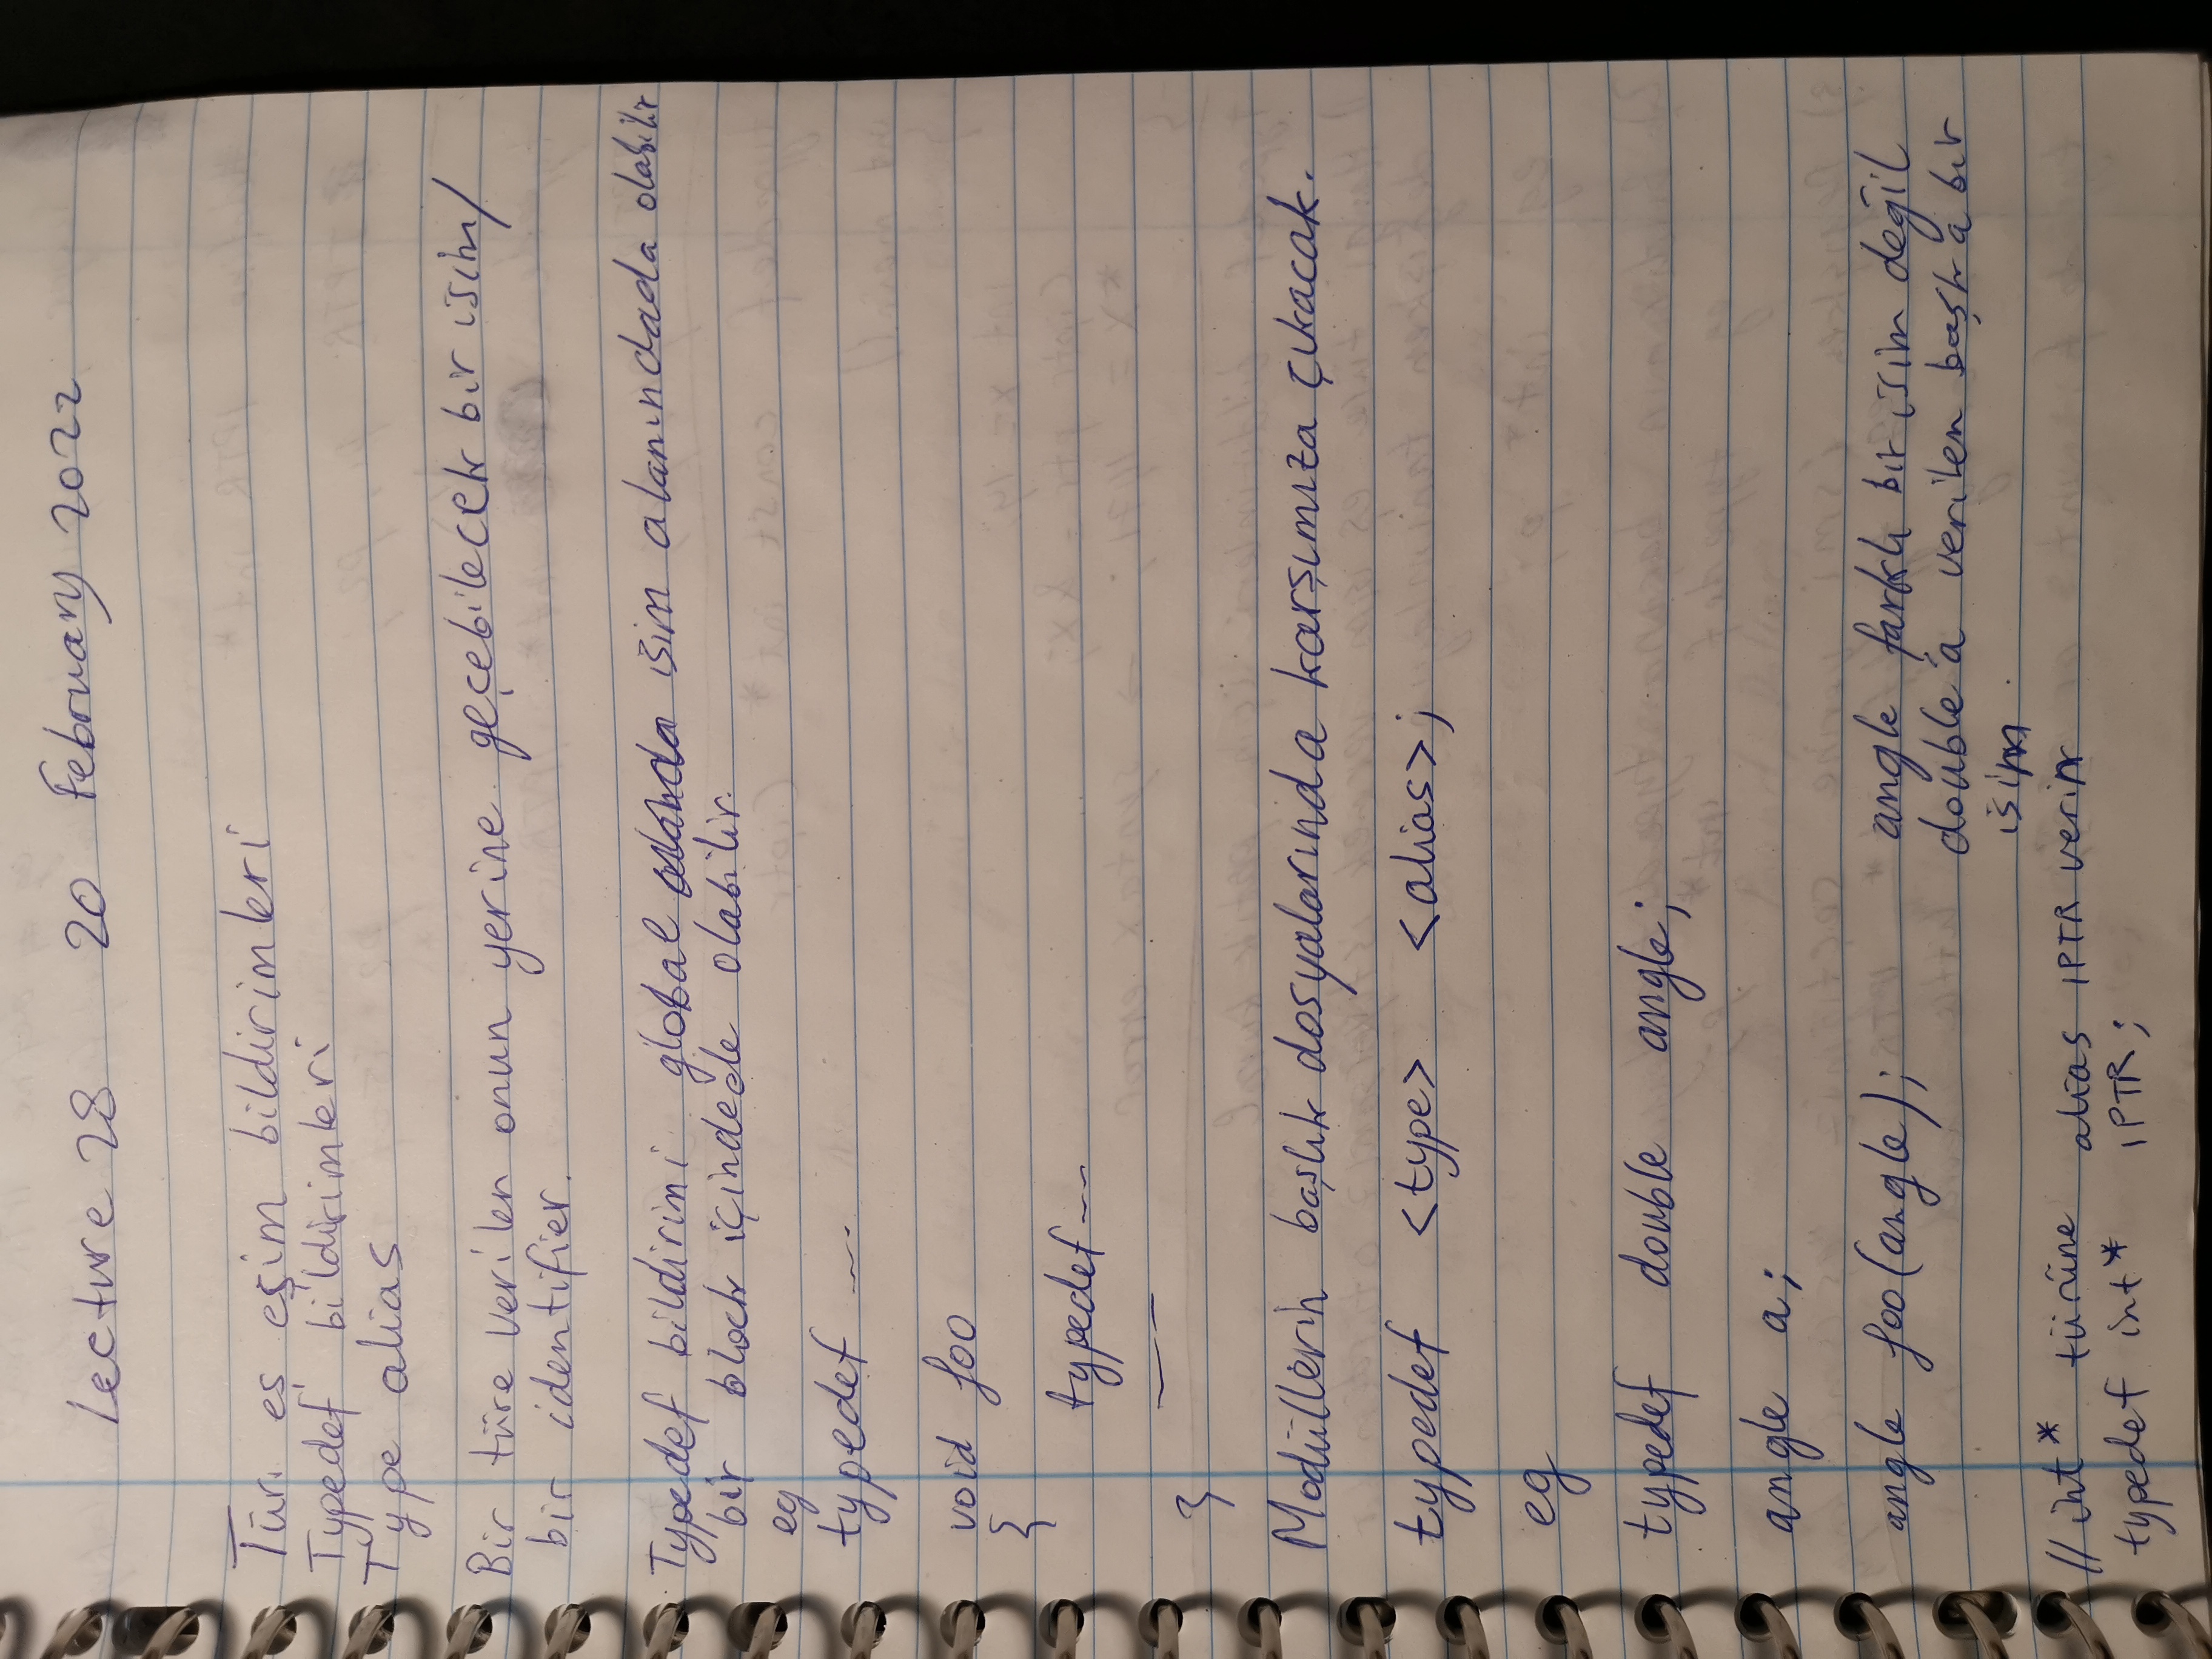 Lecture 28 20 February 2022
Tür eş eşim bildirimleri
Typedef bildirimleri
Type alias
Bir türe verilen onun yerine geçebilecek bir isim/
bir identifier.
Typedef bildirimi global alanda isim alanındada olabilir
bir block içindede olabilir.
eg
typedef ---
void foo
{
typedef ---
---
}
Modüllerin başlık dosyalarında karşımıza çıkacak.
typedef <type> <alias>;
eg
typedef double angle;
angle a;
angle foo(angle); angle farklı bir isim değil
double'a verilen başka bir
isim.
// int* türüne alias IPTR verin
typedef int* IPTR;